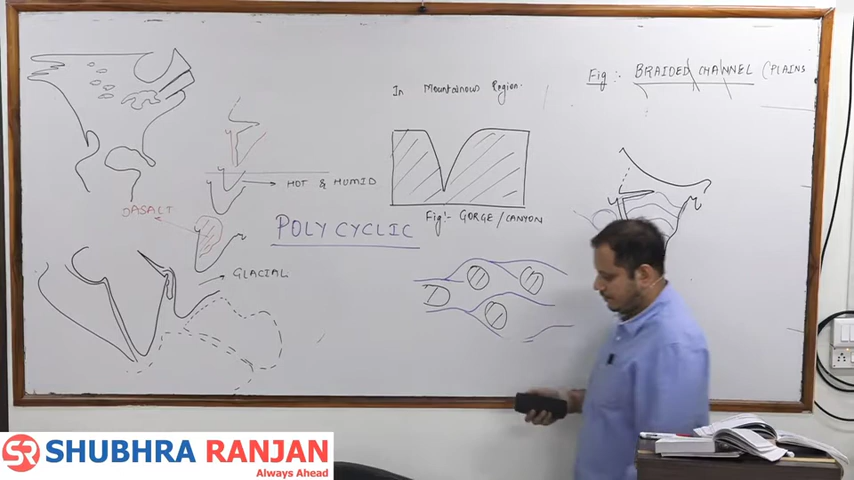 Fig :- BRAIDED CHANNEL (PLAINS
In Mountainous Region.
HOT & HUMID
BASALT
POLYCYCLIC
Fig:- GORGE/CANYON
GLACIAL
D
SR SHUBHRA RANJAN
Always Ahead